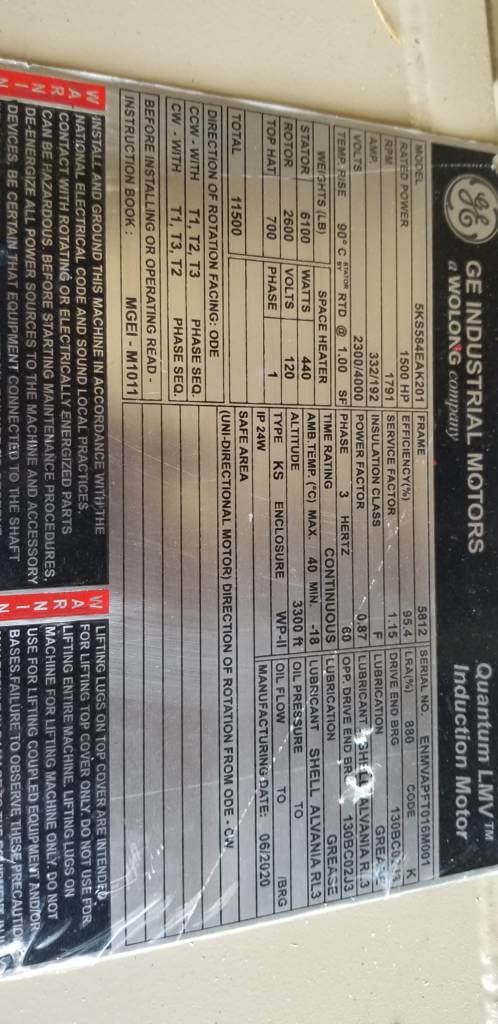 GE
GE INDUSTRIAL MOTORS
a WOLONG company
Quantum LMV™
Induction Motor
MODEL 5KS584EAK201 FRAME 5812 SERIAL NO. ENMVAPFT016M001
RATED POWER 1500 HP EFFICIENCY(%) 95.4 LRA(%) 880 CODE K
RPM 1791 SERVICE FACTOR 1.15 DRIVE END BRG
AMP. 332/192 INSULATION CLASS F LUBRICATION GREASE
VOLTS 2300/4000 POWER FACTOR 0.87 LUBRICANT SHELL ALVANIA RL3
TEMP. RISE 90° C STATOR BY RTD @ 1.00 SF PHASE 3 HERTZ 60 OPP. DRIVE END BRG 130BC02J3
WEIGHTS (LB) SPACE HEATER TIME RATING CONTINUOUS LUBRICATION GREASE
STATOR 6100 WATTS 440 AMB.TEMP.(°C) MAX. 40 MIN. -18 LUBRICANT SHELL ALVANIA RL3
ROTOR 2600 VOLTS 120 ALTITUDE 3300 ft OIL PRESSURE TO
TOP HAT 700 PHASE 1 TYPE KS ENCLOSURE WP-II OIL FLOW TO /BRG
IP 24W MANUFACTURING DATE: 06/2020
TOTAL 11500 SAFE AREA
DIRECTION OF ROTATION FACING: ODE (UNI-DIRECTIONAL MOTOR) DIRECTION OF ROTATION FROM ODE - CW
CCW - WITH T1, T2, T3 PHASE SEQ.
CW - WITH T1, T3, T2 PHASE SEQ.
BEFORE INSTALLING OR OPERATING READ -
INSTRUCTION BOOK : MGEI - M1011
W
A
R
N
I
N
INSTALL AND GROUND THIS MACHINE IN ACCORDANCE WITH THE
NATIONAL ELECTRICAL CODE AND SOUND LOCAL PRACTICES.
CONTACT WITH ROTATING OR ELECTRICALLY ENERGIZED PARTS
CAN BE HAZARDOUS. BEFORE STARTING MAINTENANCE PROCEDURES,
DE-ENERGIZE ALL POWER SOURCES TO THE MACHINE AND ACCESSORY
DEVICES. BE CERTAIN THAT EQUIPMENT CONNECTED TO THE SHAFT
W
A
R
N
I
N
LIFTING LUGS ON TOP COVER ARE INTENDED
FOR LIFTING TOP COVER ONLY. DO NOT USE FOR
LIFTING ENTIRE MACHINE. LIFTING LUGS ON
MACHINE FOR LIFTING MACHINE ONLY. DO NOT
USE FOR LIFTING COUPLED EQUIPMENT AND/OR
BASES. FAILURE TO OBSERVE THESE PRECAUTIO